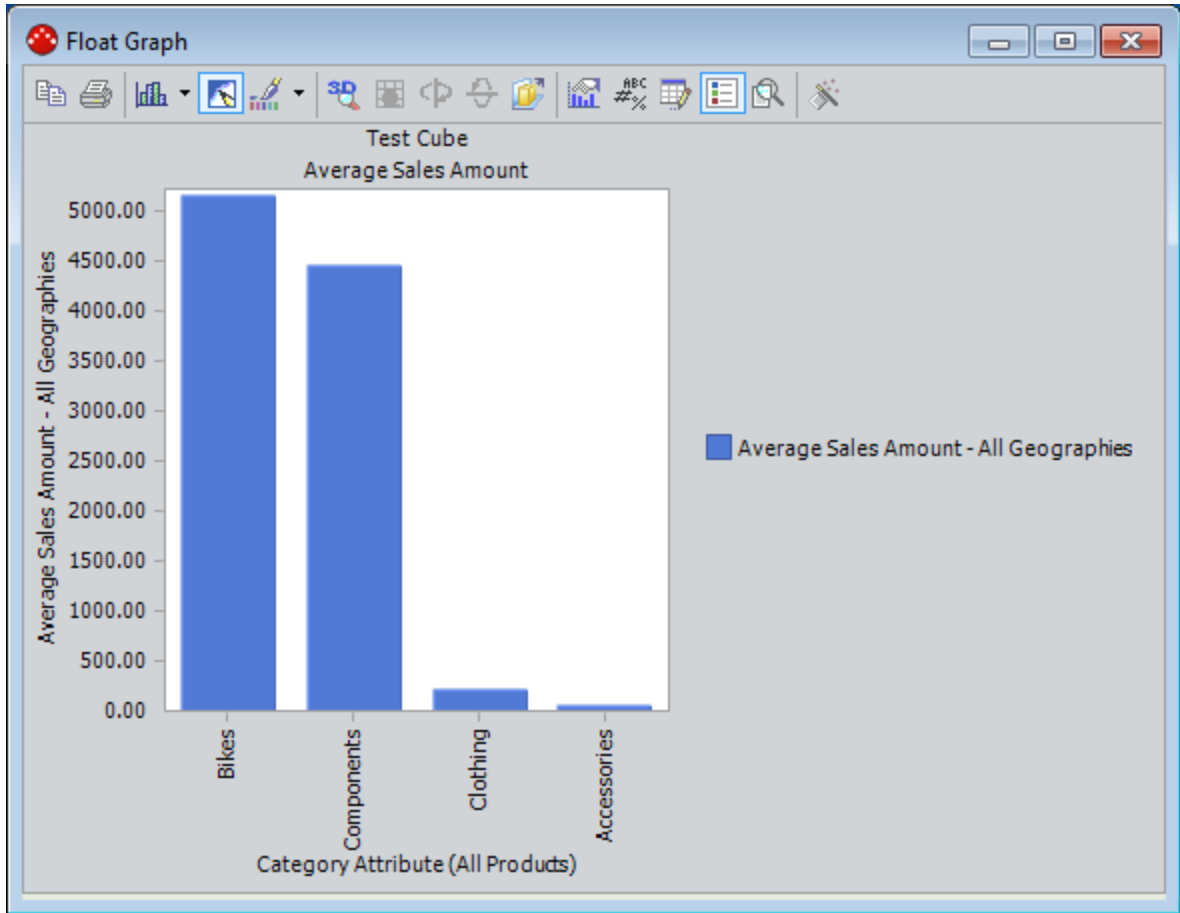 Float Graph
3D
ABC
#%
Test Cube
Average Sales Amount
5000.00
4500.00
4000.00
3500.00
3000.00
2500.00
2000.00
1500.00
1000.00
500.00
0.00
Average Sales Amount - All Geographies
Bikes
Components
Clothing
Accessories
Category Attribute (All Products)
Average Sales Amount - All Geographies